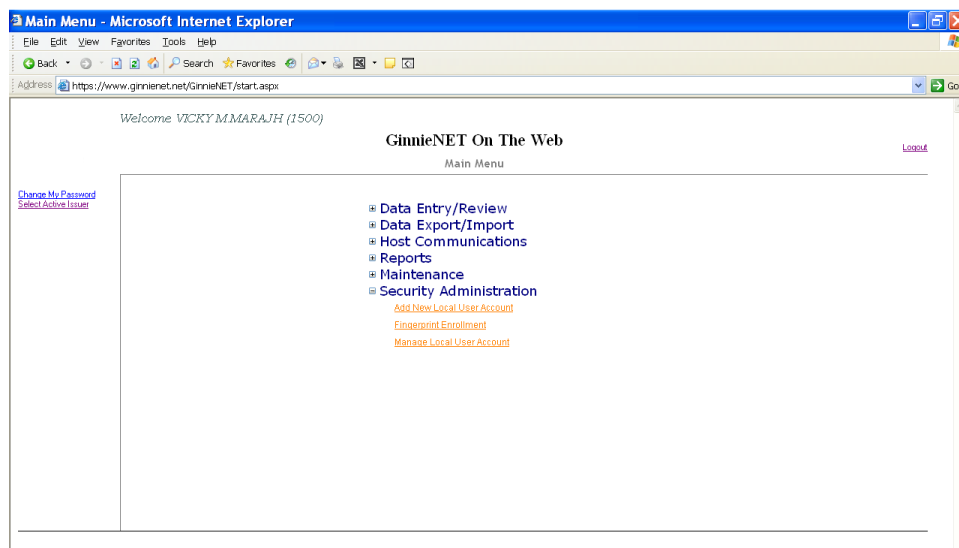 Main Menu - Microsoft Internet Explorer
File Edit View Favorites Tools Help
Back Search Favorites
Address https://www.ginnienet.net/GinnieNET/start.aspx Go
Welcome VICKY M.MARAJH (1500)
GinnieNET On The Web
Logout
Main Menu
Change My Password
Select Active Issuer
Data Entry/Review
Data Export/Import
Host Communications
Reports
Maintenance
Security Administration
Add New Local User Account
Fingerprint Enrollment
Manage Local User Account